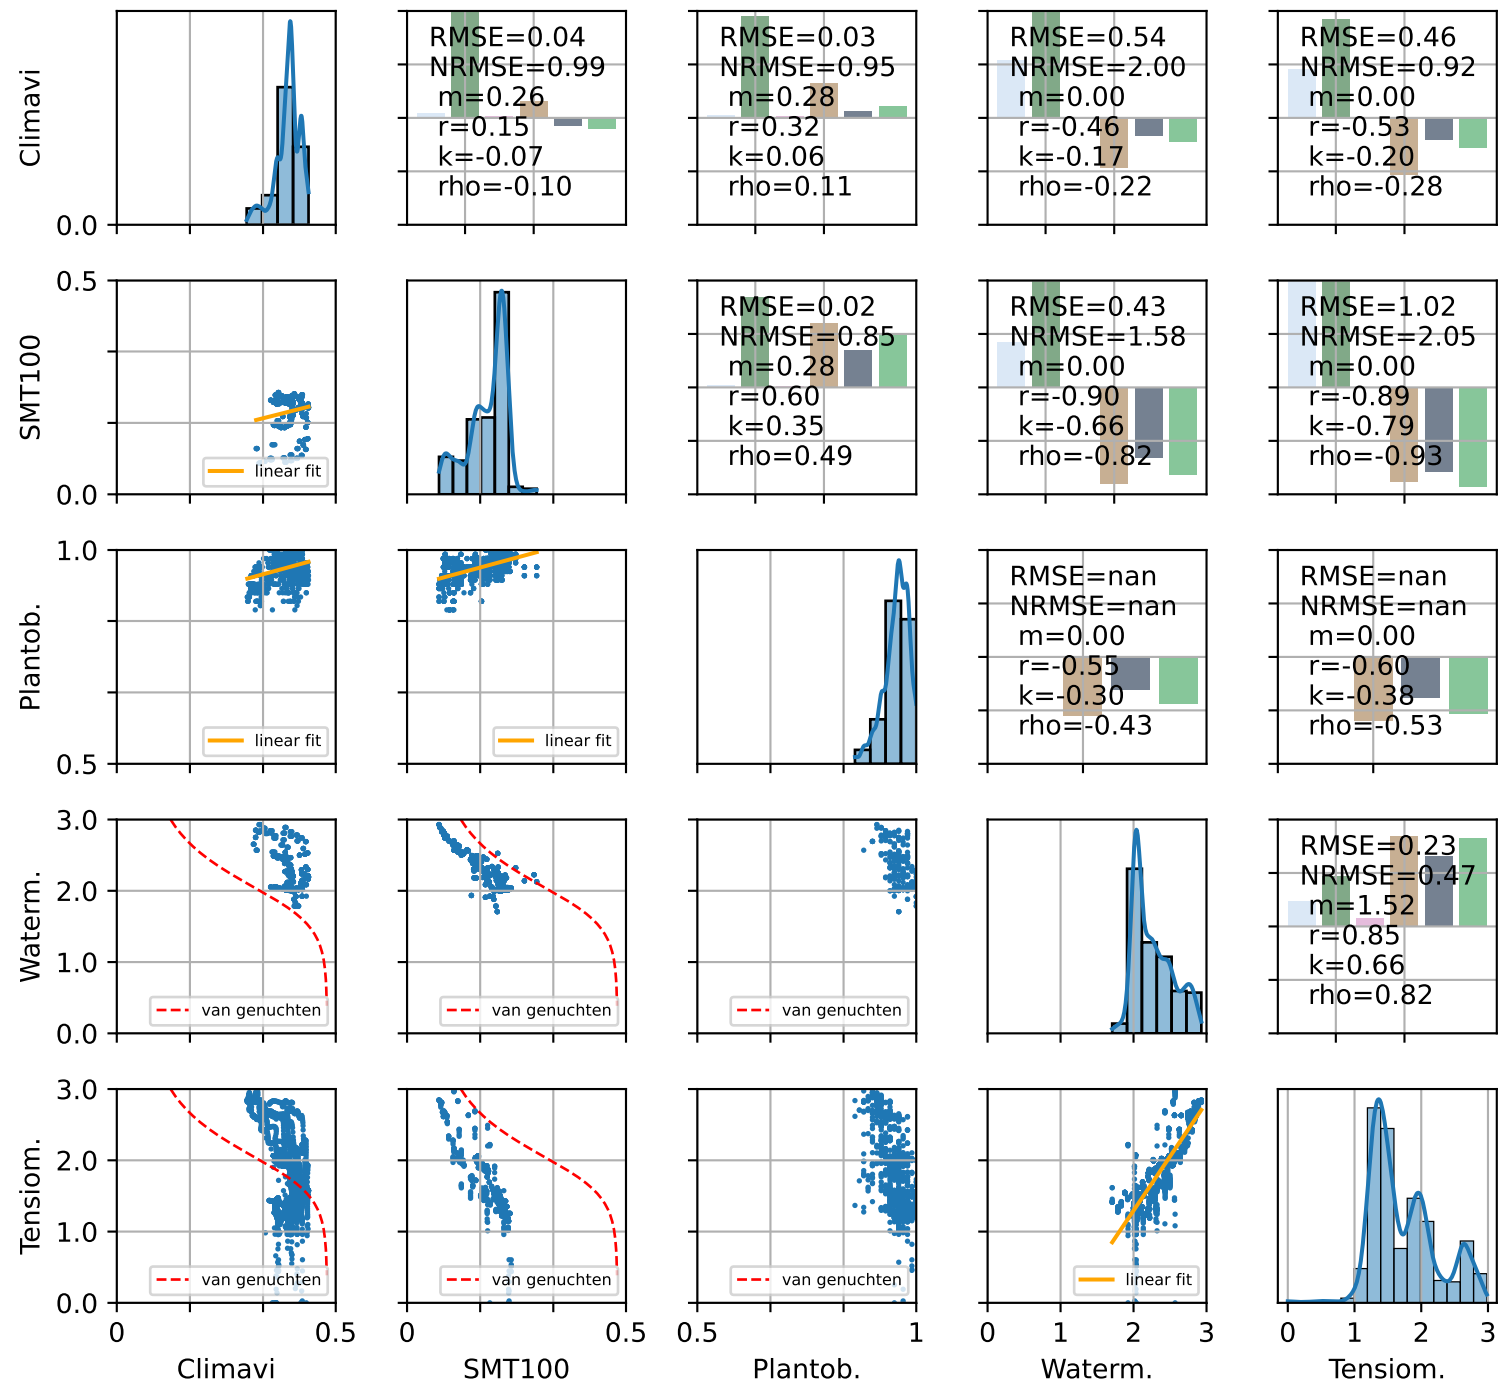 Climavi
0.0
RMSE=0.04
NRMSE=0.99
m=0.26
r=0.15
k=-0.07
rho=-0.10
RMSE=0.03
NRMSE=0.95
m=0.28
r=0.32
k=0.06
rho=0.11
RMSE=0.54
NRMSE=2.00
m=0.00
r=-0.46
k=-0.17
rho=-0.22
RMSE=0.46
NRMSE=0.92
m=0.00
r=-0.53
k=-0.20
rho=-0.28
SMT100
0.5
0.0
linear fit
RMSE=0.02
NRMSE=0.85
m=0.28
r=0.60
k=0.35
rho=0.49
RMSE=0.43
NRMSE=1.58
m=0.00
r=-0.90
k=-0.66
rho=-0.82
RMSE=1.02
NRMSE=2.05
m=0.00
r=-0.89
k=-0.79
rho=-0.93
Plantob.
1.0
0.5
linear fit
linear fit
RMSE=nan
NRMSE=nan
m=0.00
r=-0.55
k=-0.30
rho=-0.43
RMSE=nan
NRMSE=nan
m=0.00
r=-0.60
k=-0.38
rho=-0.53
Waterm.
3.0
2.0
1.0
0.0
van genuchten
van genuchten
van genuchten
RMSE=0.23
NRMSE=0.47
m=1.52
r=0.85
k=0.66
rho=0.82
Tensiom.
3.0
2.0
1.0
0.0
van genuchten
van genuchten
van genuchten
linear fit
0 0.5
0 0.5
0.5 1
0 2 3
0 1 2 3
Climavi
SMT100
Plantob.
Waterm.
Tensiom.